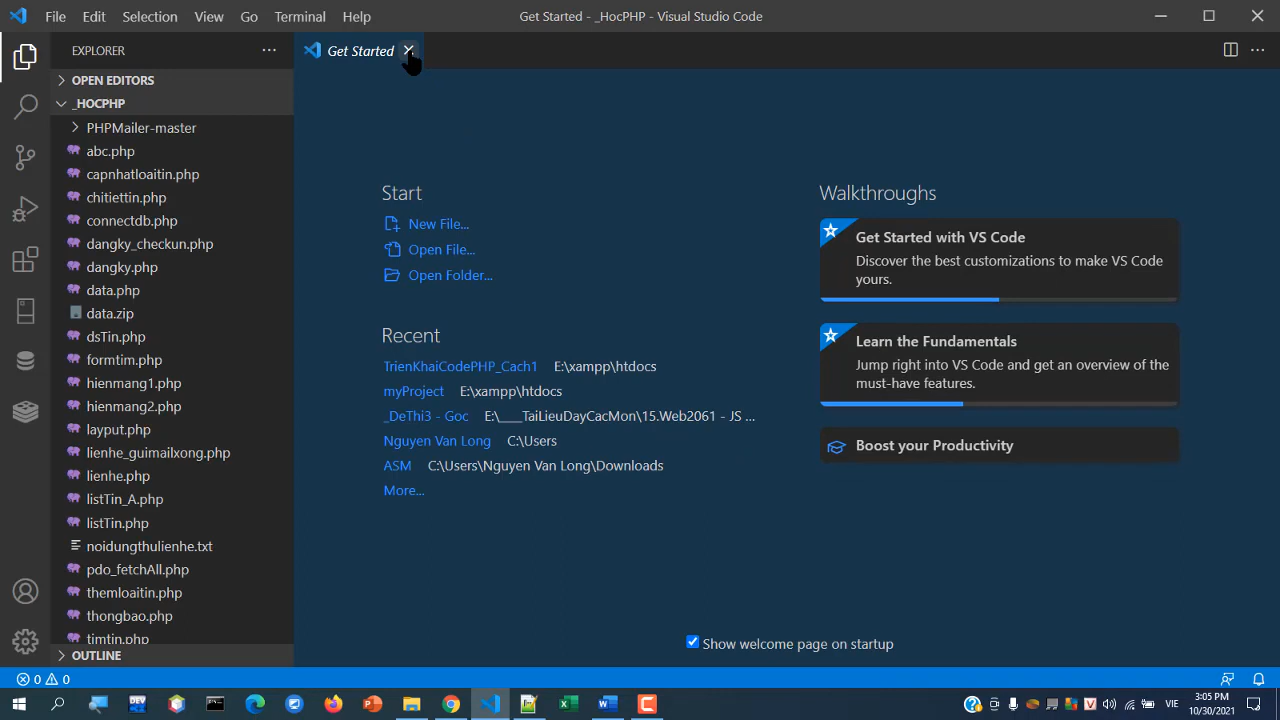 File Edit Selection View Go Terminal Help
Get Started - _HocPHP - Visual Studio Code
EXPLORER
Get Started
OPEN EDITORS
_HOCPHP
PHPMailer-master
abc.php
capnhatloaitin.php
chitiettin.php
connectdb.php
dangky_checkun.php
dangky.php
data.php
data.zip
dsTin.php
formtim.php
hienmang1.php
hienmang2.php
layput.php
lienhe_guimailxong.php
lienhe.php
listTin_A.php
listTin.php
noidungthulienhe.txt
pdo_fetchAll.php
themloaitin.php
thongbao.php
timtin.php
OUTLINE
Start
New File...
Open File...
Open Folder...
Recent
TrienKhaiCodePHP_Cach1 E:\xampp\htdocs
myProject E:\xampp\htdocs
_DeThi3 - Goc E:\___TaiLieuDayCacMon\15.Web2061 - JS ...
Nguyen Van Long C:\Users
ASM C:\Users\Nguyen Van Long\Downloads
More...
Walkthroughs
Get Started with VS Code
Discover the best customizations to make VS Code
yours.
Learn the Fundamentals
Jump right into VS Code and get an overview of the
must-have features.
Boost your Productivity
Show welcome page on startup
0 0
DEV
VIE
3:05 PM
10/30/2021